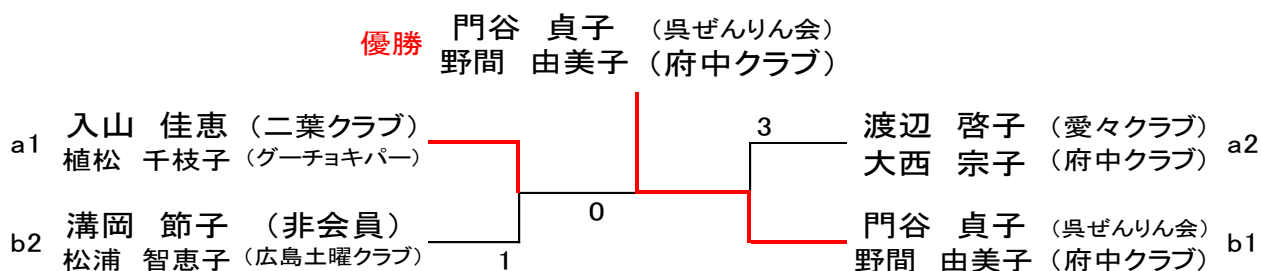 優勝 門谷 貞子 (呉ぜんりん会)
野間 由美子 (府中クラブ)
a1 入山 佳恵 (二葉クラブ)
植松 千枝子 (グーチョキパー)
3 渡辺 啓子 (愛々クラブ) a2
大西 宗子 (府中クラブ)
0
b2 溝岡 節子 (非会員)
松浦 智恵子 (広島土曜クラブ)
1
門谷 貞子 (呉ぜんりん会) b1
野間 由美子 (府中クラブ)